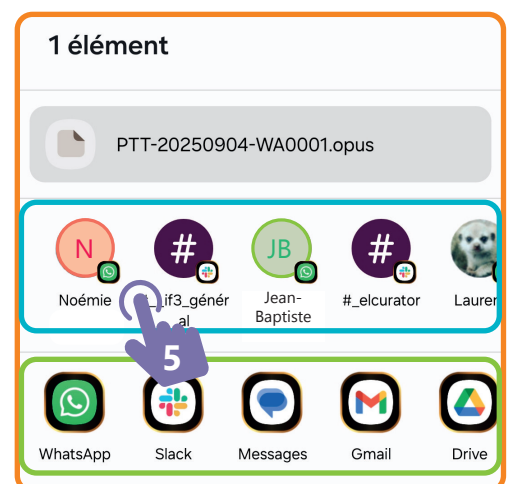 1 élément
PTT-20250904-WA0001.opus
N
#
JB
#
Noémie
_if3_génér
al
Jean-
Baptiste
#_elcurator
Lauren
5
WhatsApp
Slack
Messages
Gmail
Drive